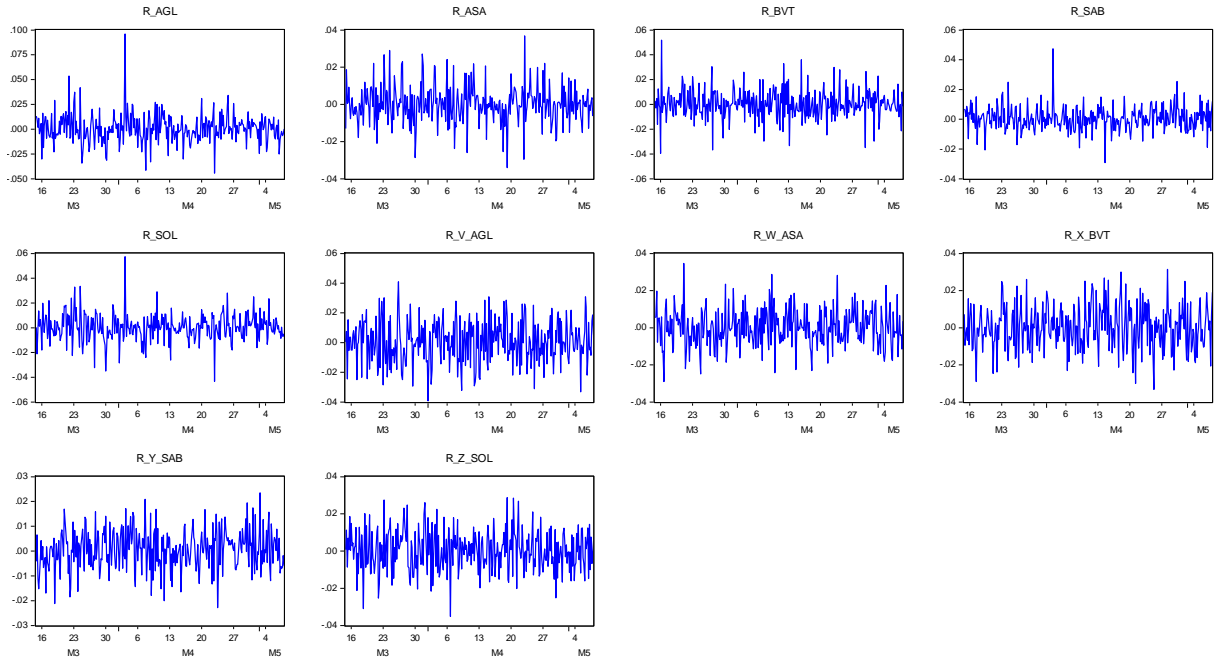 R_AGL
.100
.075
.050
.025
.000
-.025
-.050
16 23 30 6 13 20 27 4
M3 M4 M5
R_ASA
.04
.02
.00
-.02
-.04
16 23 30 6 13 20 27 4
M3 M4 M5
R_BVT
.06
.04
.02
.00
-.02
-.04
-.06
16 23 30 6 13 20 27 4
M3 M4 M5
R_SAB
.06
.04
.02
.00
-.02
-.04
16 23 30 6 13 20 27 4
M3 M4 M5
R_SOL
.06
.04
.02
.00
-.02
-.04
-.06
16 23 30 6 13 20 27 4
M3 M4 M5
R_V_AGL
.04
.02
.00
-.02
-.04
16 23 30 6 13 20 27 4
M3 M4 M5
R_W_ASA
.04
.02
.00
-.02
-.04
16 23 30 6 13 20 27 4
M3 M4 M5
R_X_BVT
.04
.02
.00
-.02
-.04
16 23 30 6 13 20 27 4
M3 M4 M5
R_Y_SAB
.03
.02
.01
.00
-.01
-.02
-.03
16 23 30 6 13 20 27 4
M3 M4 M5
R_Z_SOL
.04
.02
.00
-.02
-.04
16 23 30 6 13 20 27 4
M3 M4 M5